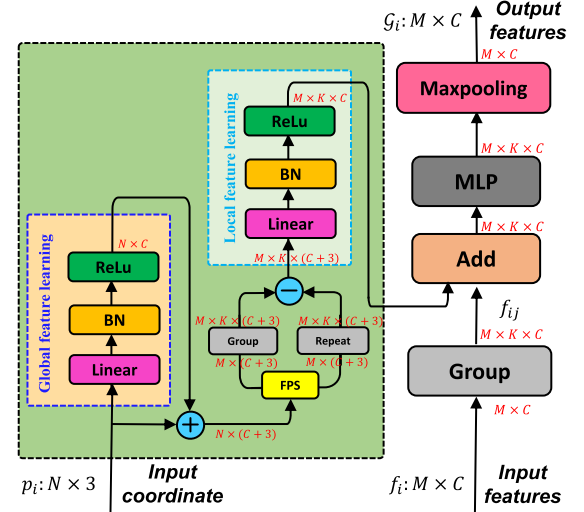 Output
features
𝒢ᵢ: M × C
M × C
Maxpooling
M × K × C
MLP
M × K × C
Add
f_ij
M × K × C
Group
M × C
fᵢ: M × C
Input
features
M × K × C
ReLu
BN
Linear
Local feature learning
M × K × (C + 3)
−
M × K × (C + 3)
M × K × (C + 3)
Group
Repeat
M × (C + 3)
M × (C + 3)
FPS
N × (C + 3)
+
N × C
ReLu
BN
Linear
Global feature learning
pᵢ: N × 3
Input
coordinate